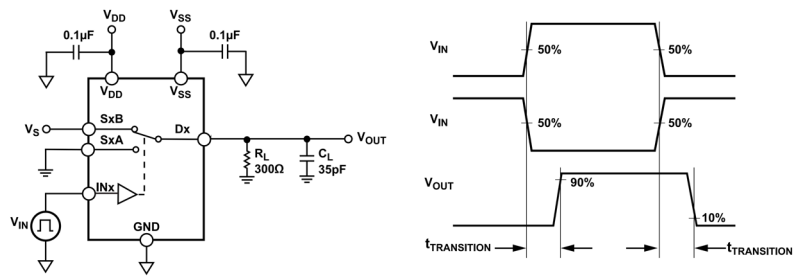 VDD
VSS
0.1µF
0.1µF
VDD
VSS
VS
SxB
Dx
VOUT
SxA
RL
300Ω
CL
35pF
INx
VIN
GND
VIN
50%
50%
VIN
50%
50%
VOUT
90%
10%
tTRANSITION
tTRANSITION